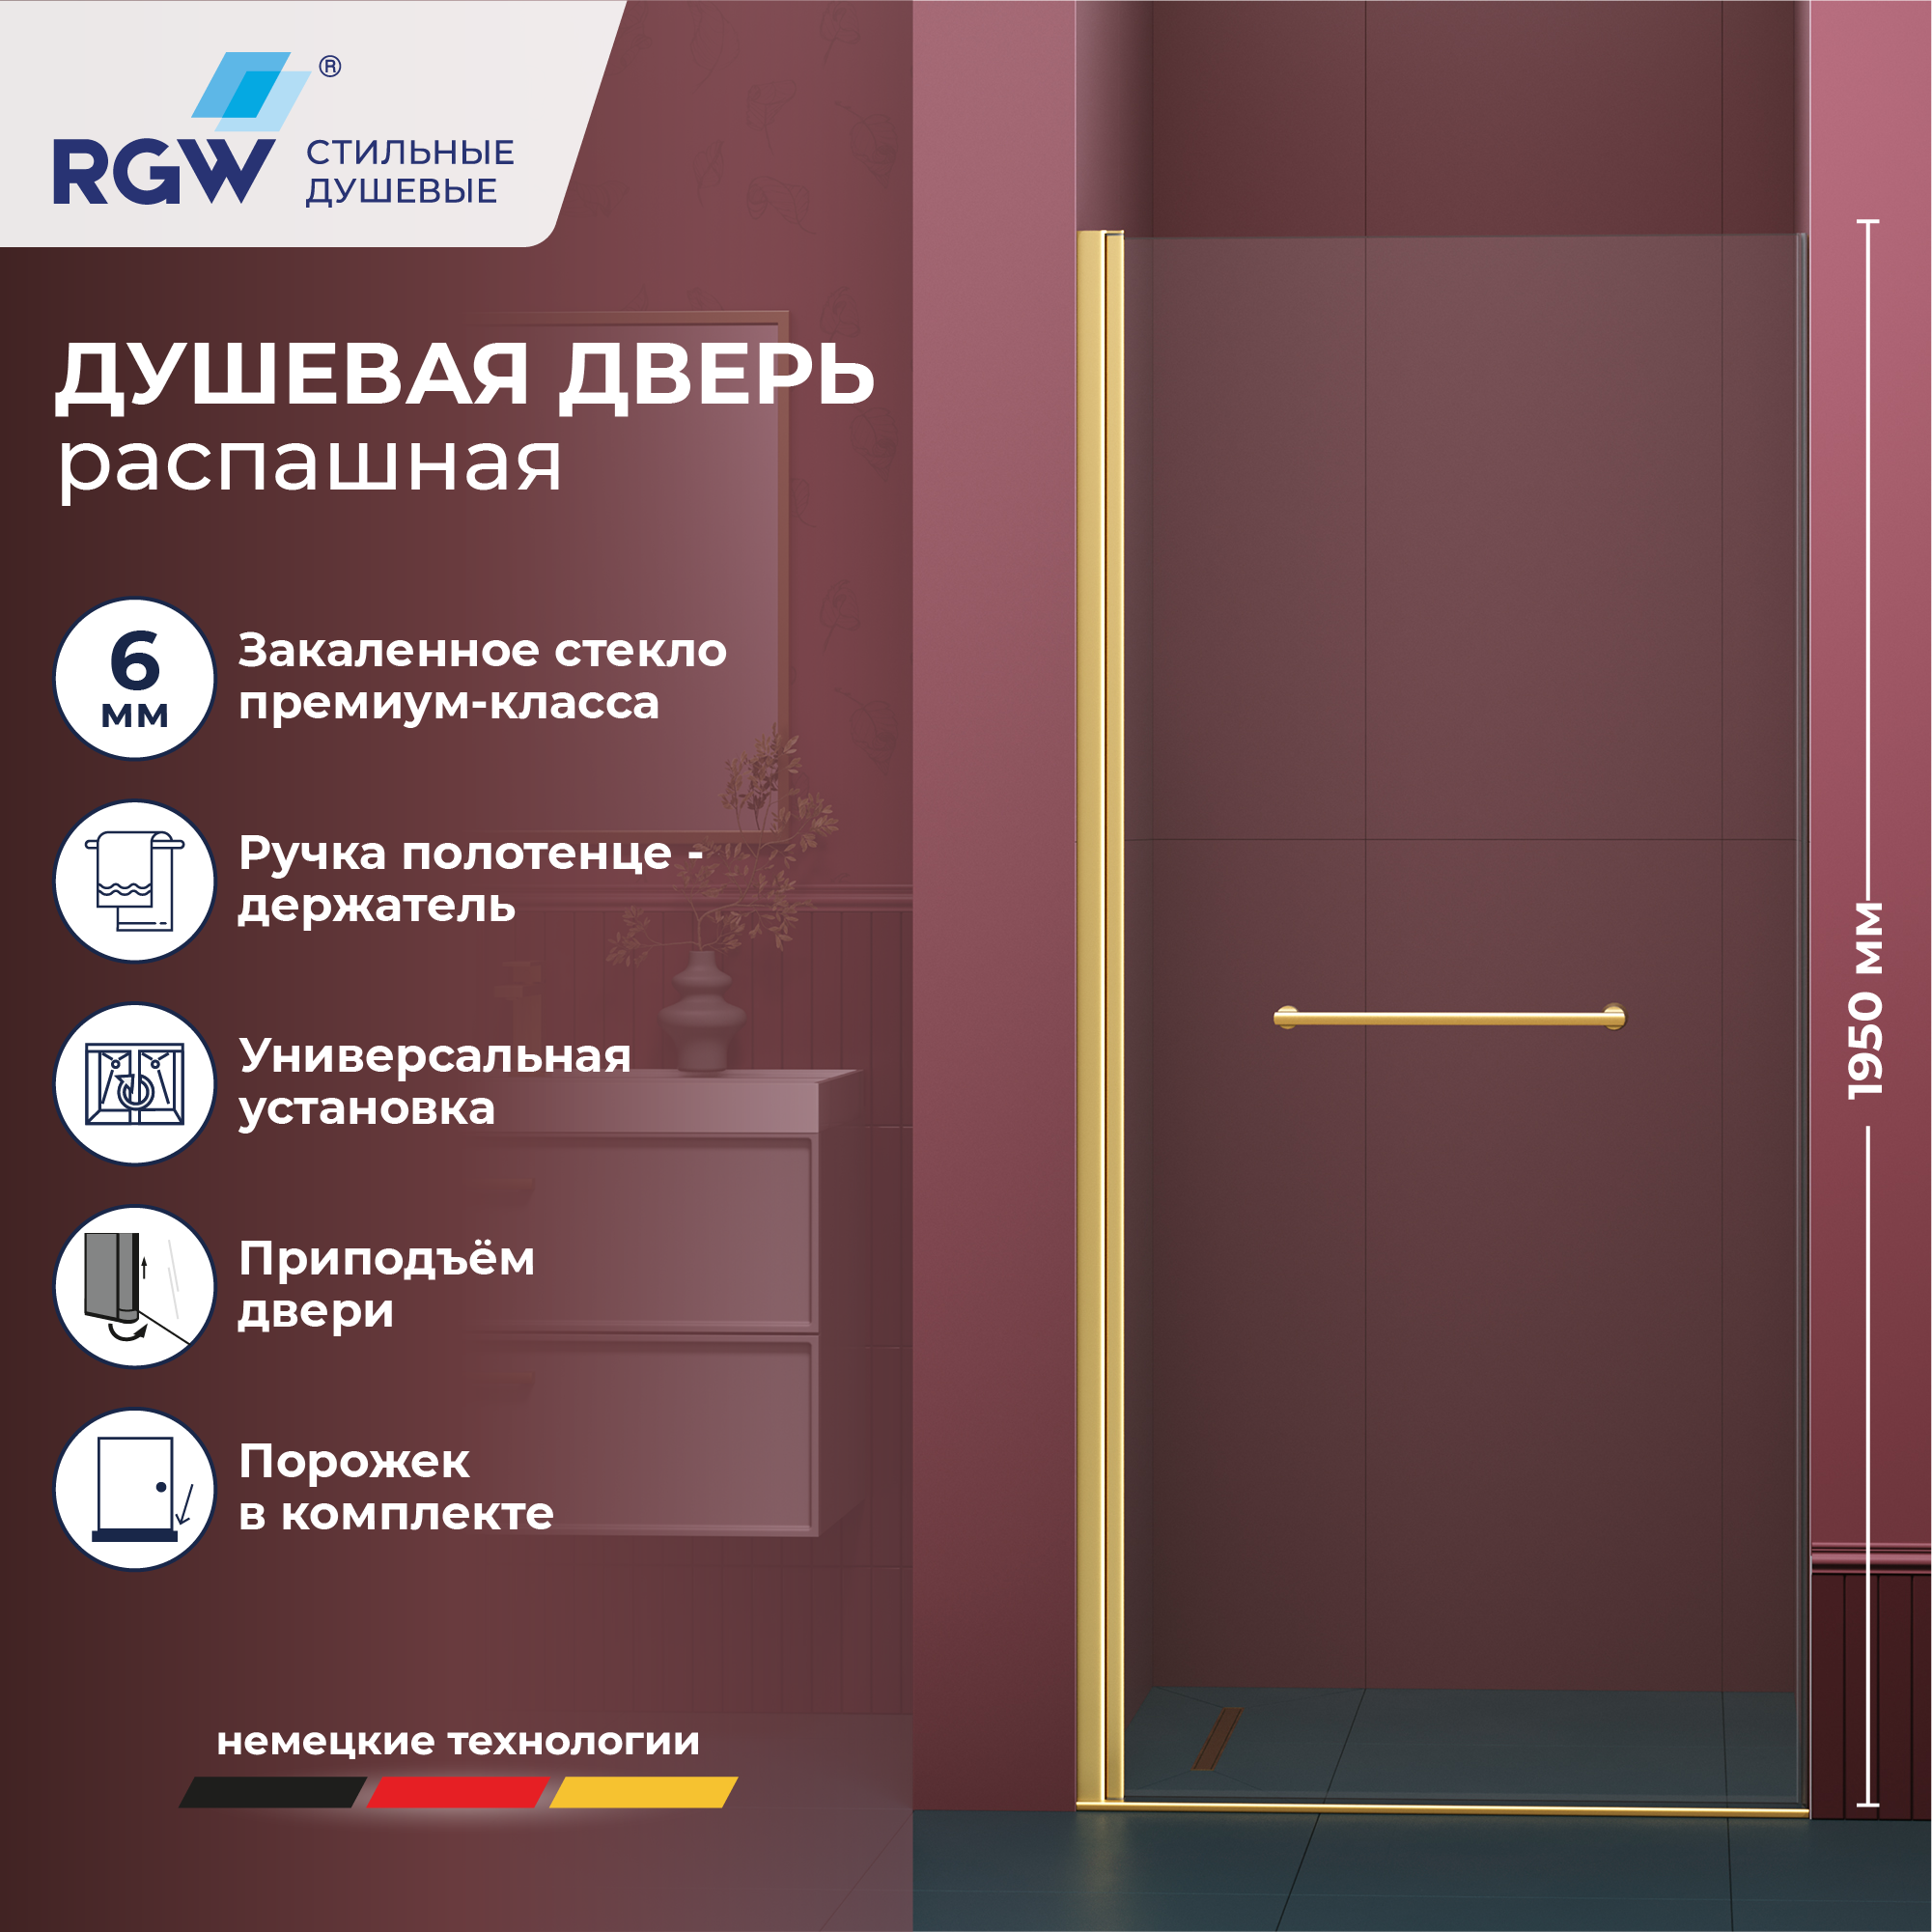 RGW®
СТИЛЬНЫЕ
ДУШЕВЫЕ
ДУШЕВАЯ ДВЕРЬ
распашная
6
мм
Закаленное стекло
премиум-класса
Ручка полотенце -
держатель
Универсальная
установка
Приподъём
двери
Порожек
в комплекте
немецкие технологии
1950 мм